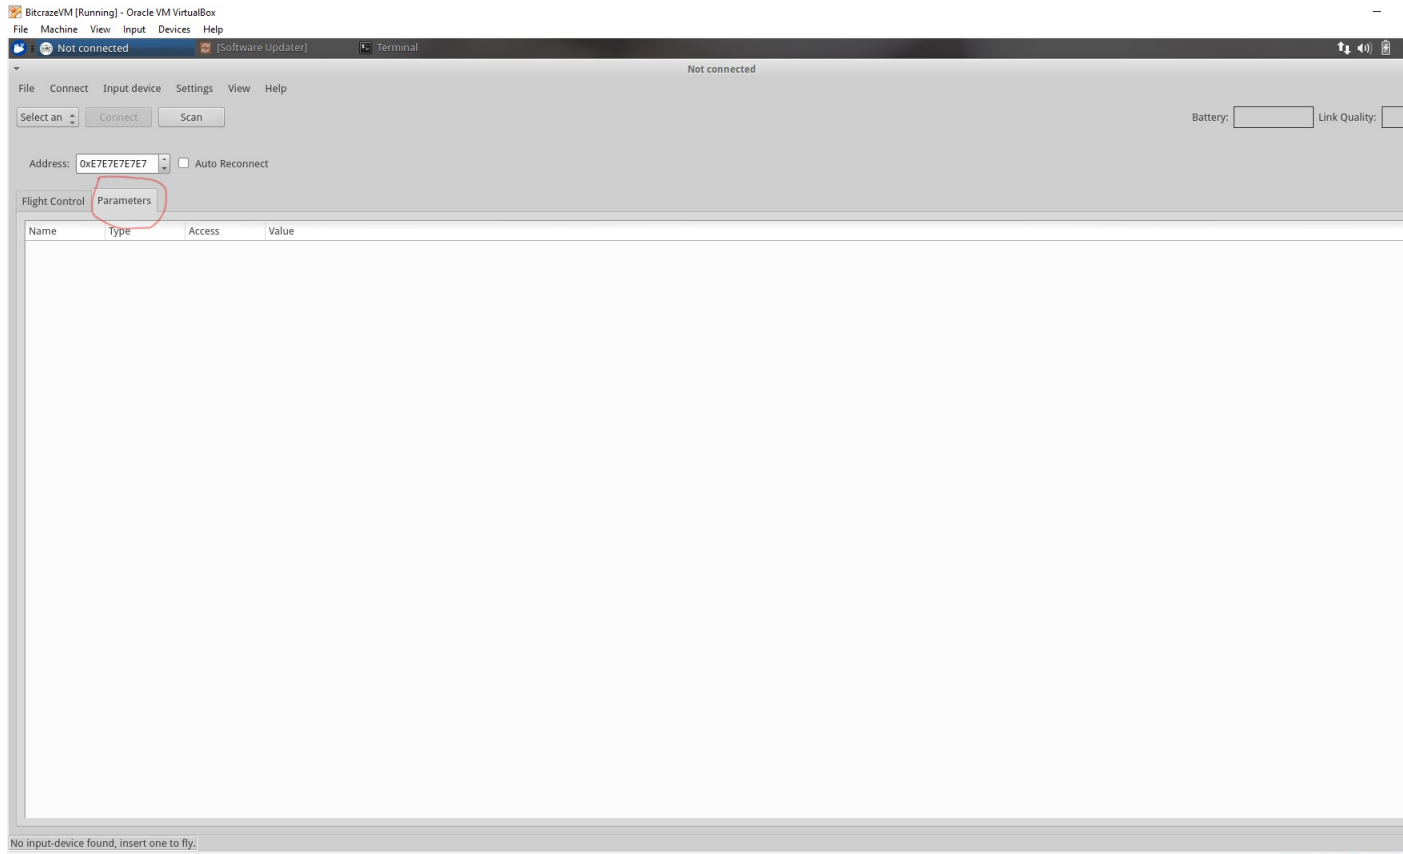 BitcrazeVM [Running] - Oracle VM VirtualBox
File Machine View Input Devices Help
Not connected [Software Updater] Terminal
Not connected
File Connect Input device Settings View Help
Select an Connect Scan Battery: Link Quality:
Address: 0xE7E7E7E7E7 Auto Reconnect
Flight Control Parameters
Name Type Access Value
No input-device found, insert one to fly.